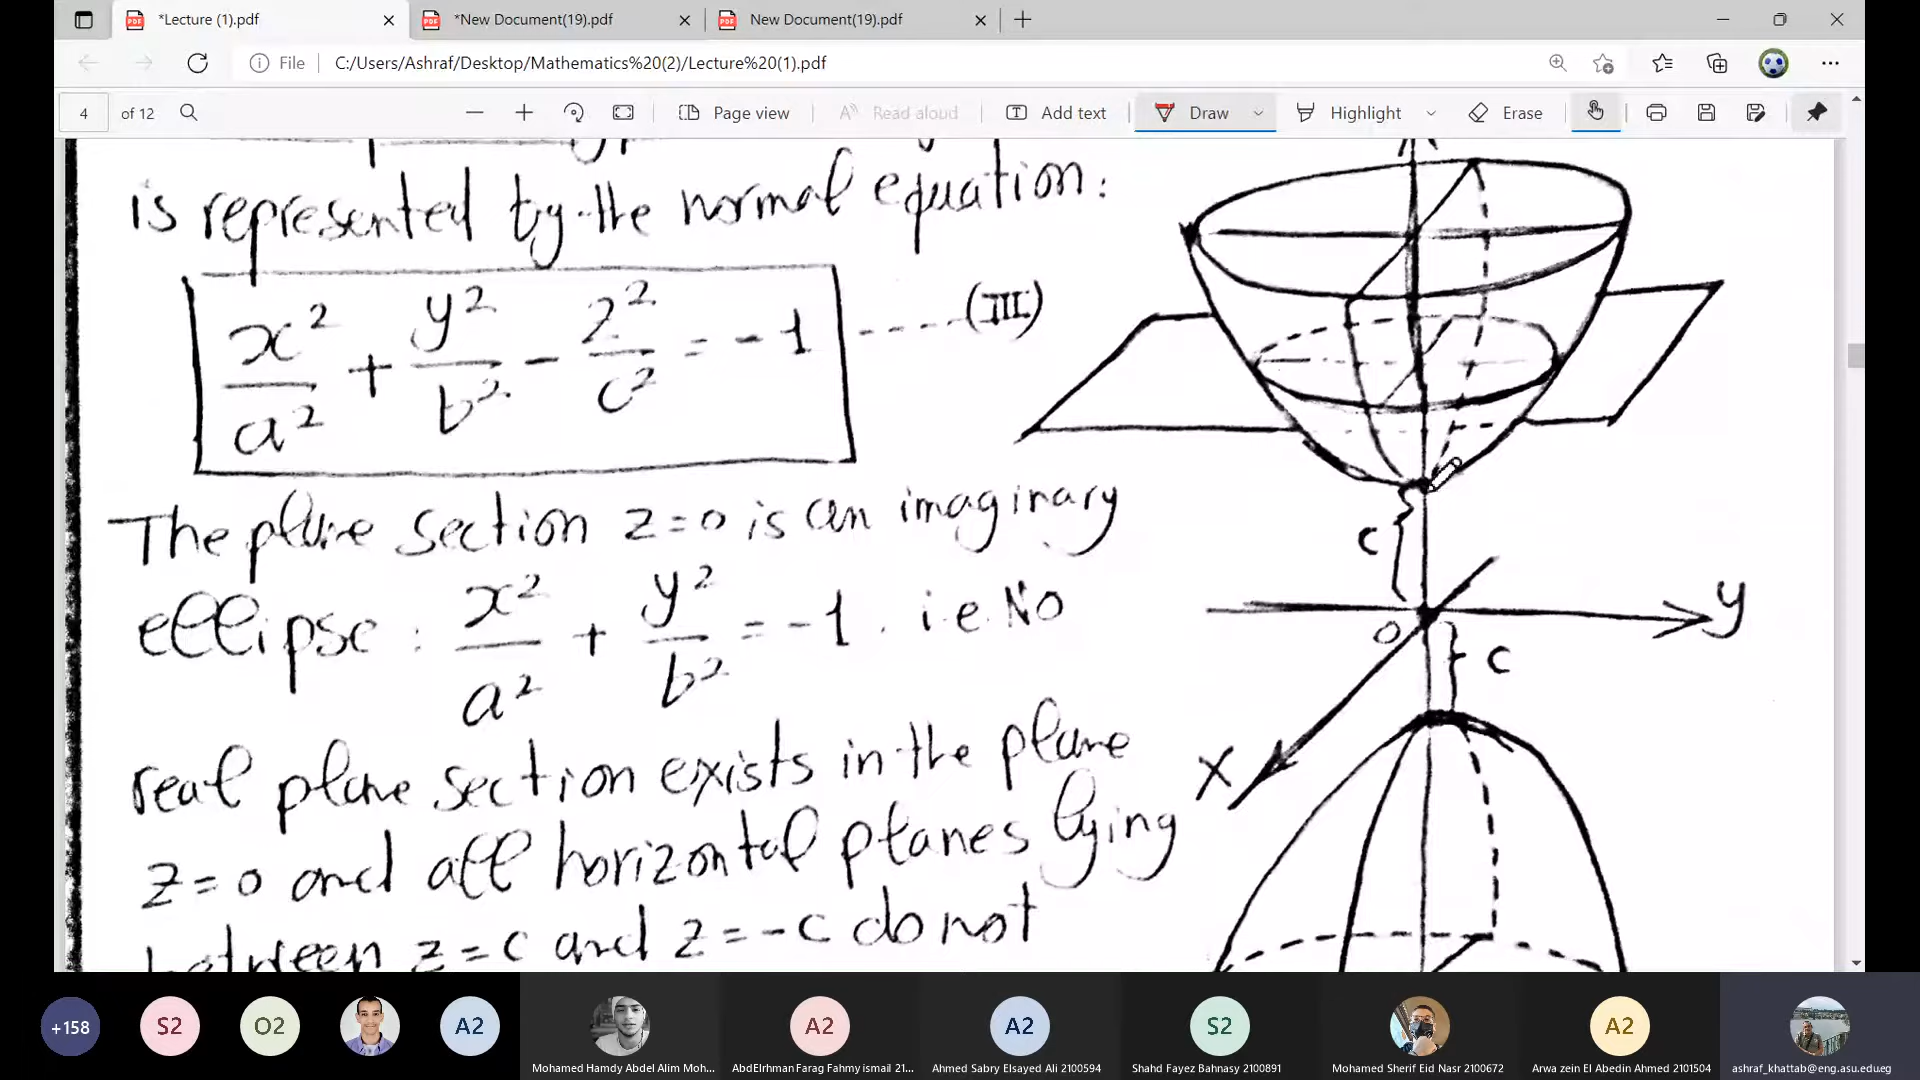 *Lecture (1).pdf
*New Document(19).pdf
New Document(19).pdf
File
C:/Users/Ashraf/Desktop/Mathematics%20(2)/Lecture%20(1).pdf
4 of 12
Page view
Read aloud
Add text
Draw
Highlight
Erase
is represented by the normal equation:
x²/a² + y²/b² - z²/c² = -1 ----- (III)
The plane section z=0 is an imaginary
ellipse: x²/a² + y²/b² = -1. i.e. No
real plane section exists in the plane
z=0 and all horizontal planes lying
between z=c and z=-c do not
c
y
o
c
x
+158
S2
O2
A2
Mohamed Hamdy Abdel Alim Moh...
A2
AbdElrhman Farag Fahmy ismail 21...
A2
Ahmed Sabry Elsayed Ali 2100594
S2
Shahd Fayez Bahnasy 2100891
Mohamed Sherif Eid Nasr 2100672
A2
Arwa zein El Abedin Ahmed 2101504
ashraf_khattab@eng.asu.edu.eg